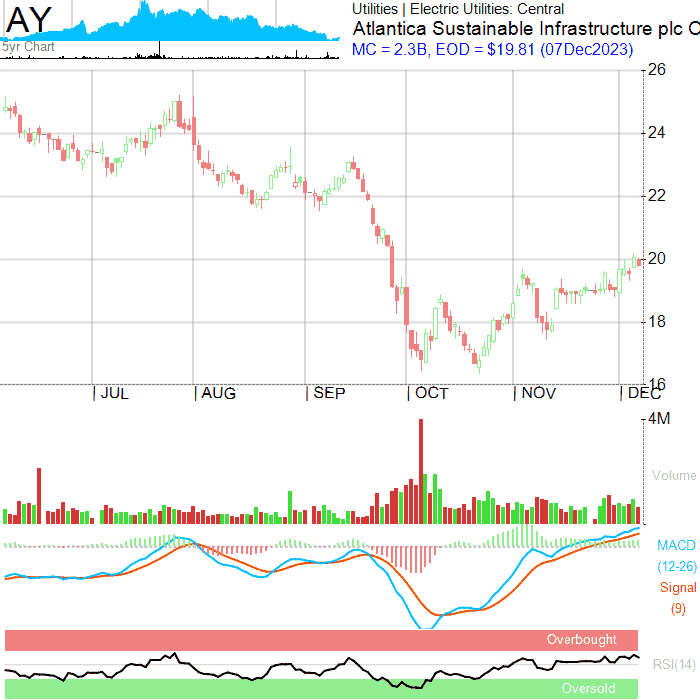 AY
5yr Chart
Utilities | Electric Utilities: Central
Atlantica Sustainable Infrastructure plc O
MC = 2.3B, EOD = $19.81 (07Dec2023)
26
24
22
20
18
16
JUL AUG SEP OCT NOV DEC
4M
Volume
MACD
(12-26)
Signal
(9)
Overbought
RSI(14)
Oversold